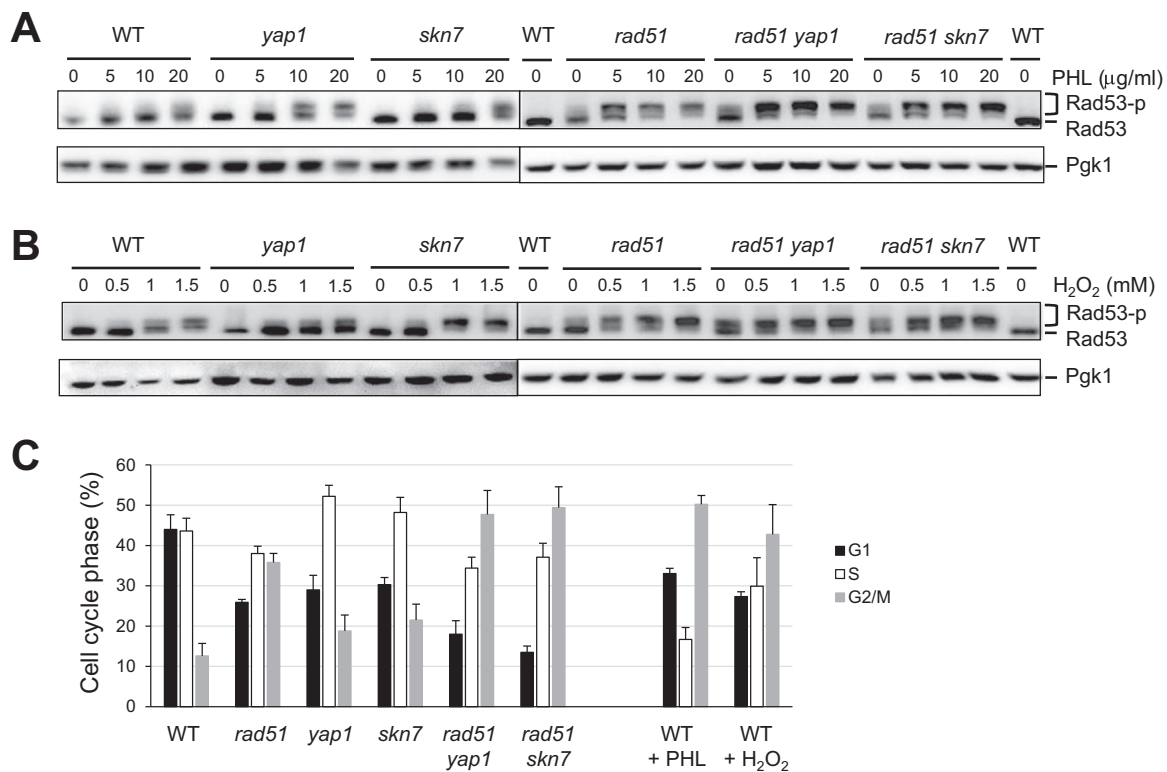 A
WT yap1 skn7 WT rad51 rad51 yap1 rad51 skn7 WT
0 5 10 20 0 5 10 20 0 5 10 20 0 0 5 10 20 0 5 10 20 0 5 10 20 0 PHL (μg/ml)
Rad53-p
Rad53
Pgk1
B
WT yap1 skn7 WT rad51 rad51 yap1 rad51 skn7 WT
0 0.5 1 1.5 0 0.5 1 1.5 0 0.5 1 1.5 0 0 0.5 1 1.5 0 0.5 1 1.5 0 0.5 1 1.5 0 H₂O₂ (mM)
Rad53-p
Rad53
Pgk1
C
Cell cycle phase (%)
60
50
40
30
20
10
0
G1
S
G2/M
WT rad51 yap1 skn7 rad51 rad51 WT WT
yap1 skn7 + PHL + H₂O₂